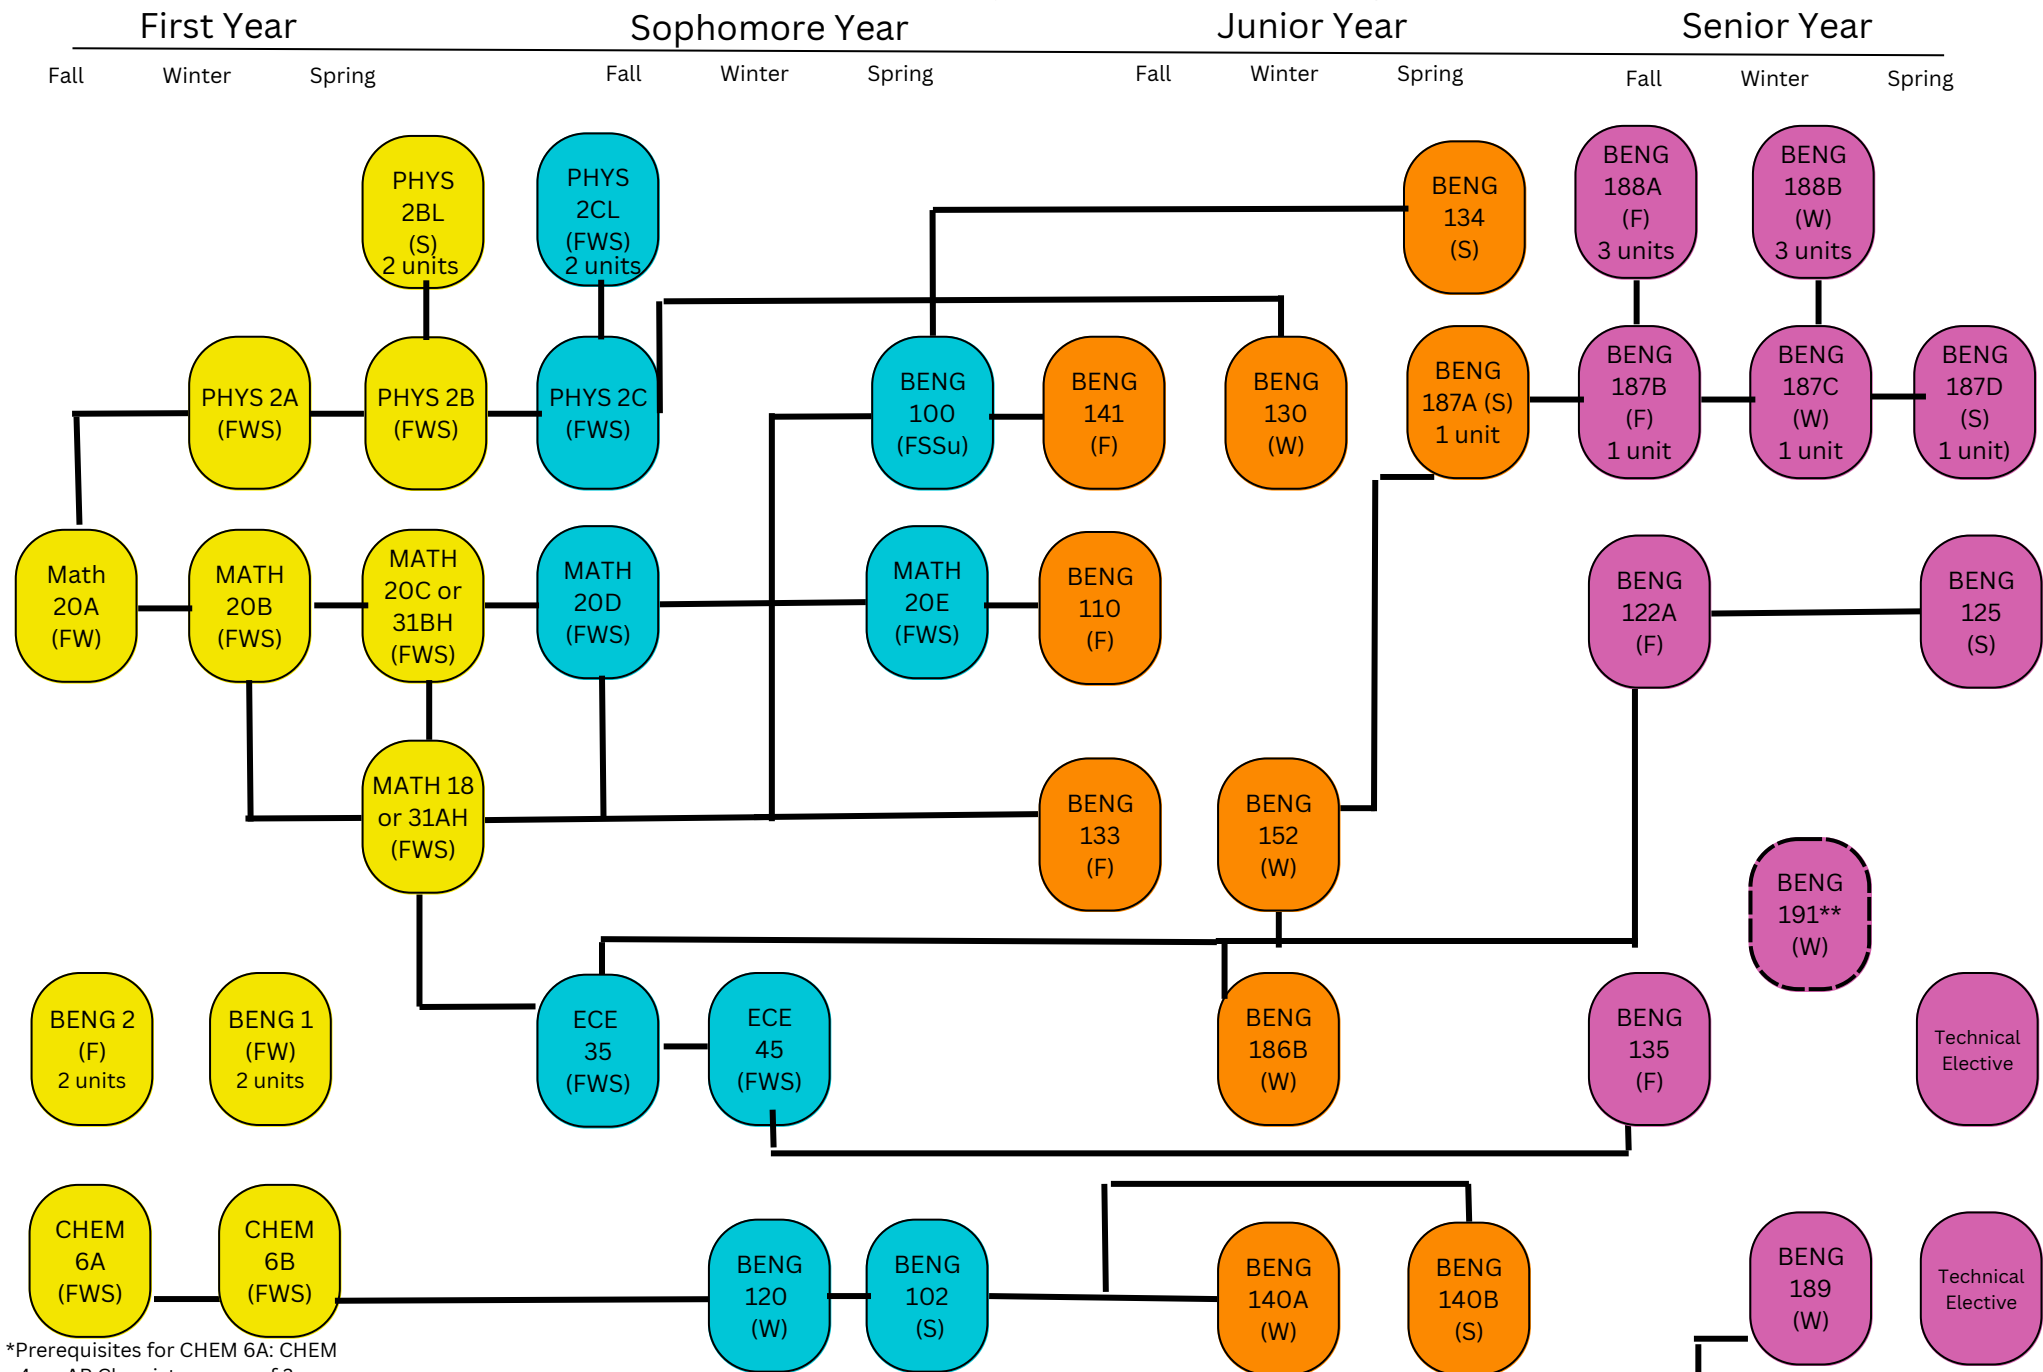 First Year
Sophomore Year
Junior Year
Senior Year
Fall
Winter
Spring
Fall
Winter
Spring
Fall
Winter
Spring
Fall
Winter
Spring
PHYS
2BL
(S)
2 units
PHYS
2CL
(FWS)
2 units
BENG
134
(S)
BENG
188A
(F)
3 units
BENG
188B
(W)
3 units
PHYS 2A
(FWS)
PHYS 2B
(FWS)
PHYS 2C
(FWS)
BENG
100
(FSSu)
BENG
141
(F)
BENG
130
(W)
BENG
187A (S)
1 unit
BENG
187B
(F)
1 unit
BENG
187C
(W)
1 unit
BENG
187D
(S)
1 unit)
Math
20A
(FW)
MATH
20B
(FWS)
MATH
20C or
31BH
(FWS)
MATH
20D
(FWS)
MATH
20E
(FWS)
BENG
110
(F)
BENG
122A
(F)
BENG
125
(S)
MATH 18
or 31AH
(FWS)
BENG
133
(F)
BENG
152
(W)
BENG
191**
(W)
BENG 2
(F)
2 units
BENG 1
(FW)
2 units
ECE
35
(FWS)
ECE
45
(FWS)
BENG
186B
(W)
BENG
135
(F)
Technical
Elective
CHEM
6A
(FWS)
CHEM
6B
(FWS)
BENG
120
(W)
BENG
102
(S)
BENG
140A
(W)
BENG
140B
(S)
BENG
189
(W)
Technical
Elective
*Prerequisites for CHEM 6A: CHEM